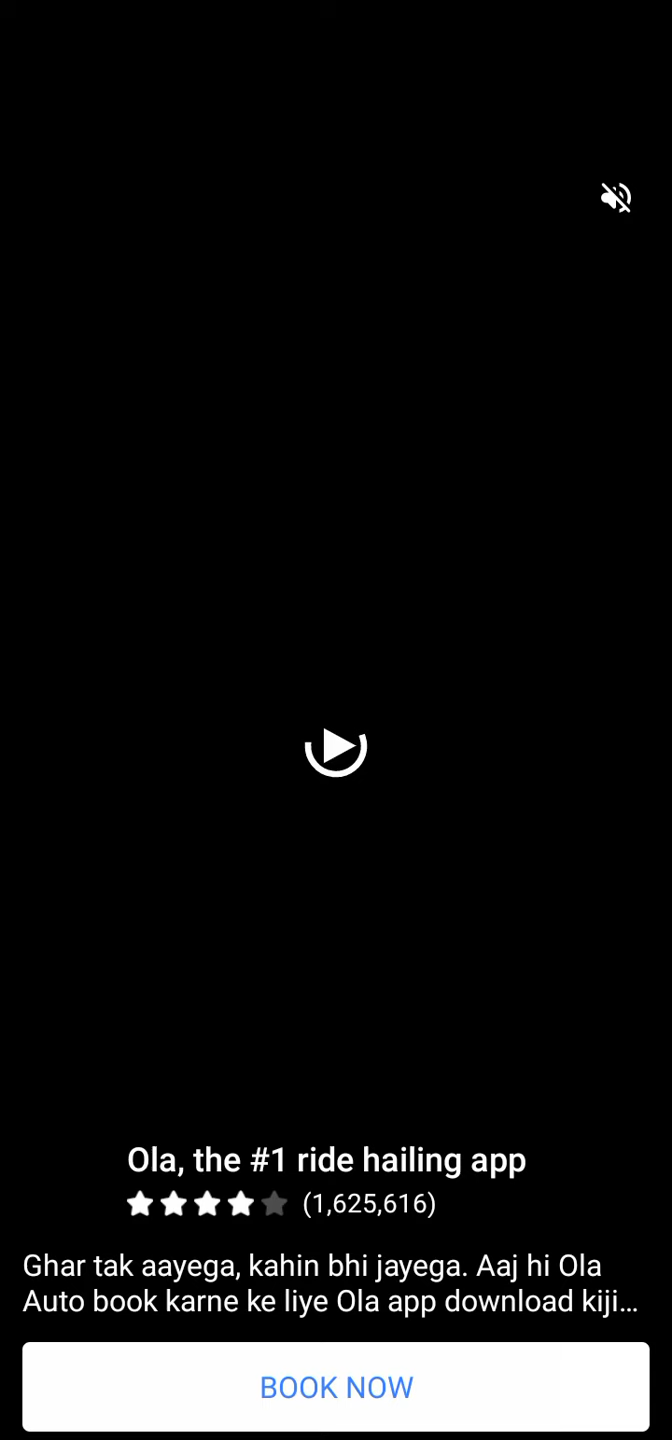 Ola, the #1 ride hailing app
(1,625,616)
Ghar tak aayega, kahin bhi jayega. Aaj hi Ola
Auto book karne ke liye Ola app download kiji...
BOOK NOW